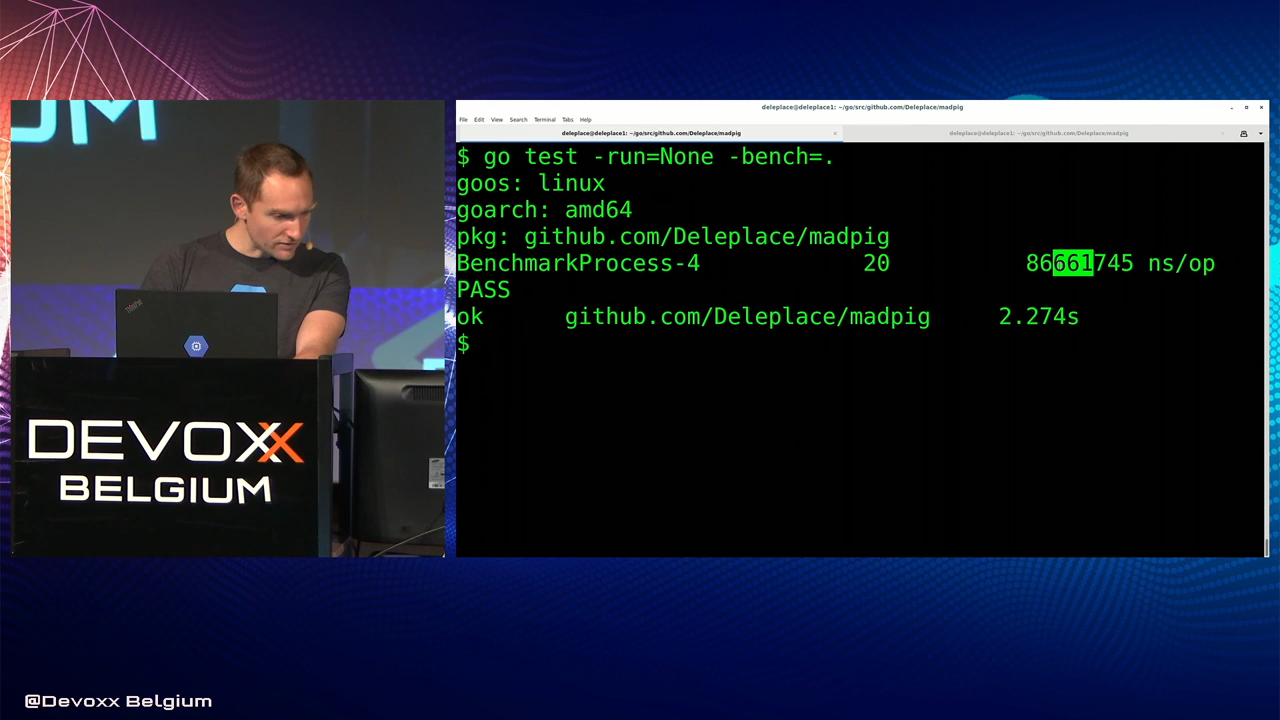 deleplace@deleplace1: ~/go/src/github.com/Deleplace/madpig
File Edit View Search Terminal Tabs Help
deleplace@deleplace1: ~/go/src/github.com/Deleplace/madpig
deleplace@deleplace1: ~/go/src/github.com/Deleplace/madpig
$ go test -run=None -bench=.
goos: linux
goarch: amd64
pkg: github.com/Deleplace/madpig
BenchmarkProcess-4 20 86661745 ns/op
PASS
ok github.com/Deleplace/madpig 2.274s
$
ThinkPad
DEVOXX
BELGIUM
@Devoxx Belgium